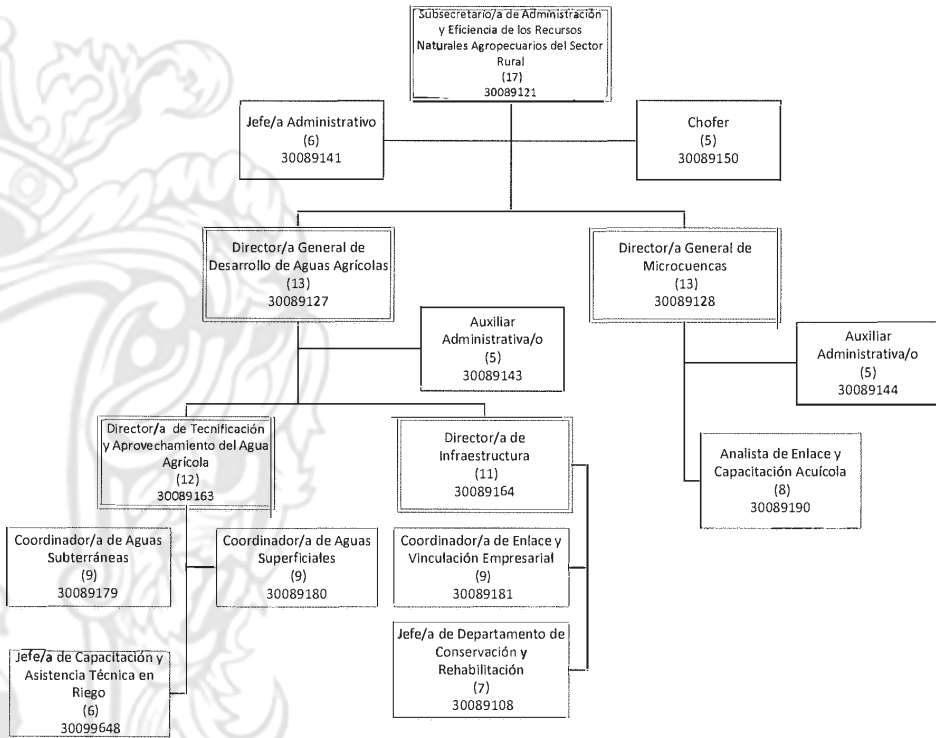 Subsecretario/a de Administración
y Eficiencia de los Recursos
Naturales Agropecuarios del Sector
Rural
(17)
30089121
Jefe/a Administrativo
(6)
30089141
Chofer
(5)
30089150
Director/a General de
Desarrollo de Aguas Agrícolas
(13)
30089127
Director/a General de
Microcuencas
(13)
30089128
Auxiliar
Administrativa/o
(5)
30089143
Auxiliar
Administrativa/o
(5)
30089144
Director/a de Tecnificación
y Aprovechamiento del Agua
Agrícola
(12)
30089163
Director/a de
Infraestructura
(11)
30089164
Analista de Enlace y
Capacitación Acuícola
(8)
30089190
Coordinador/a de Aguas
Subterráneas
(9)
30089179
Coordinador/a de Aguas
Superficiales
(9)
30089180
Coordinador/a de Enlace y
Vinculación Empresarial
(9)
30089181
Jefe/a de Capacitación y
Asistencia Técnica en
Riego
(6)
30099648
Jefe/a de Departamento de
Conservación y
Rehabilitación
(7)
30089108